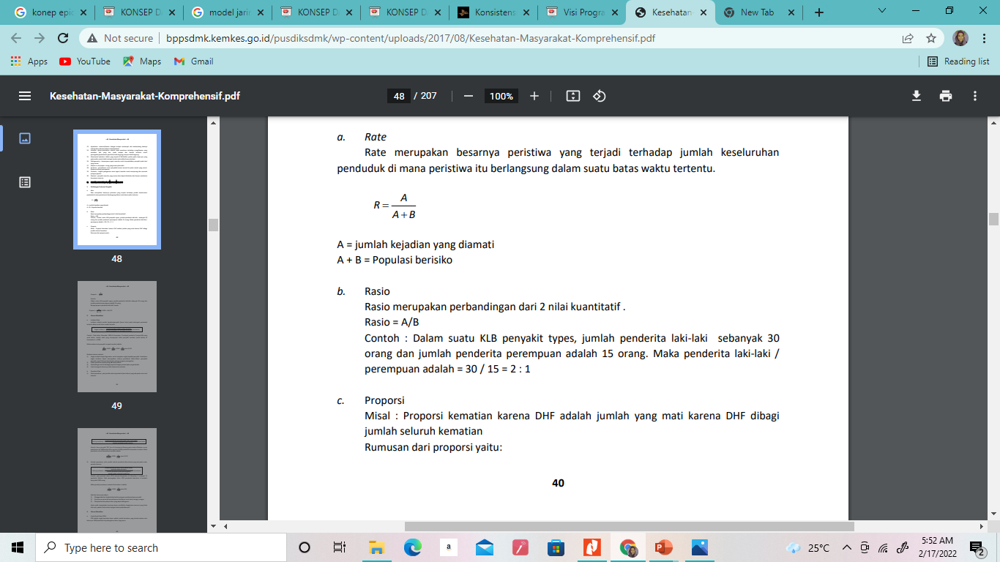 konep epid
KONSEP D
model jarin
KONSEP D
KONSEP D
Konsistens
Visi Progra
Kesehatan
New Tab
Not secure
bppsdmk.kemkes.go.id/pusdiksdmk/wp-content/uploads/2017/08/Kesehatan-Masyarakat-Komprehensif.pdf
Apps
YouTube
Maps
Gmail
Reading list
Kesehatan-Masyarakat-Komprehensif.pdf
48 / 207
100%
48
49
a. Rate
Rate merupakan besarnya peristiwa yang terjadi terhadap jumlah keseluruhan
penduduk di mana peristiwa itu berlangsung dalam suatu batas waktu tertentu.
R = A / A + B
A = jumlah kejadian yang diamati
A + B = Populasi berisiko
b. Rasio
Rasio merupakan perbandingan dari 2 nilai kuantitatif .
Rasio = A/B
Contoh : Dalam suatu KLB penyakit types, jumlah penderita laki-laki sebanyak 30
orang dan jumlah penderita perempuan adalah 15 orang. Maka penderita laki-laki /
perempuan adalah = 30 / 15 = 2 : 1
c. Proporsi
Misal : Proporsi kematian karena DHF adalah jumlah yang mati karena DHF dibagi
jumlah seluruh kematian
Rumusan dari proporsi yaitu:
40
Type here to search
a
25°C
5:52 AM
2/17/2022
2